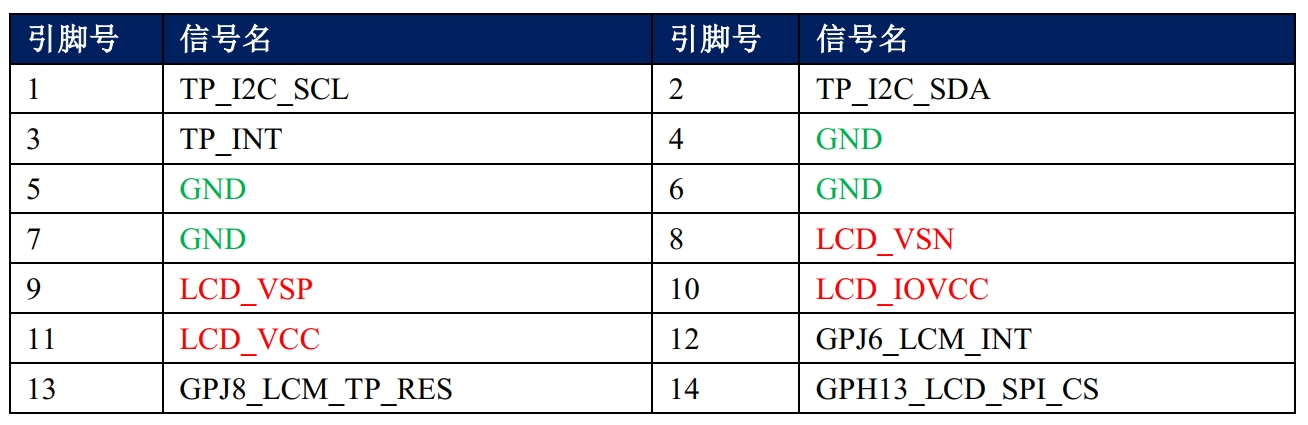 引脚号 信号名 引脚号 信号名
1 TP_I2C_SCL 2 TP_I2C_SDA
3 TP_INT 4 GND
5 GND 6 GND
7 GND 8 LCD_VSN
9 LCD_VSP 10 LCD_IOVCC
11 LCD_VCC 12 GPJ6_LCM_INT
13 GPJ8_LCM_TP_RES 14 GPH13_LCD_SPI_CS